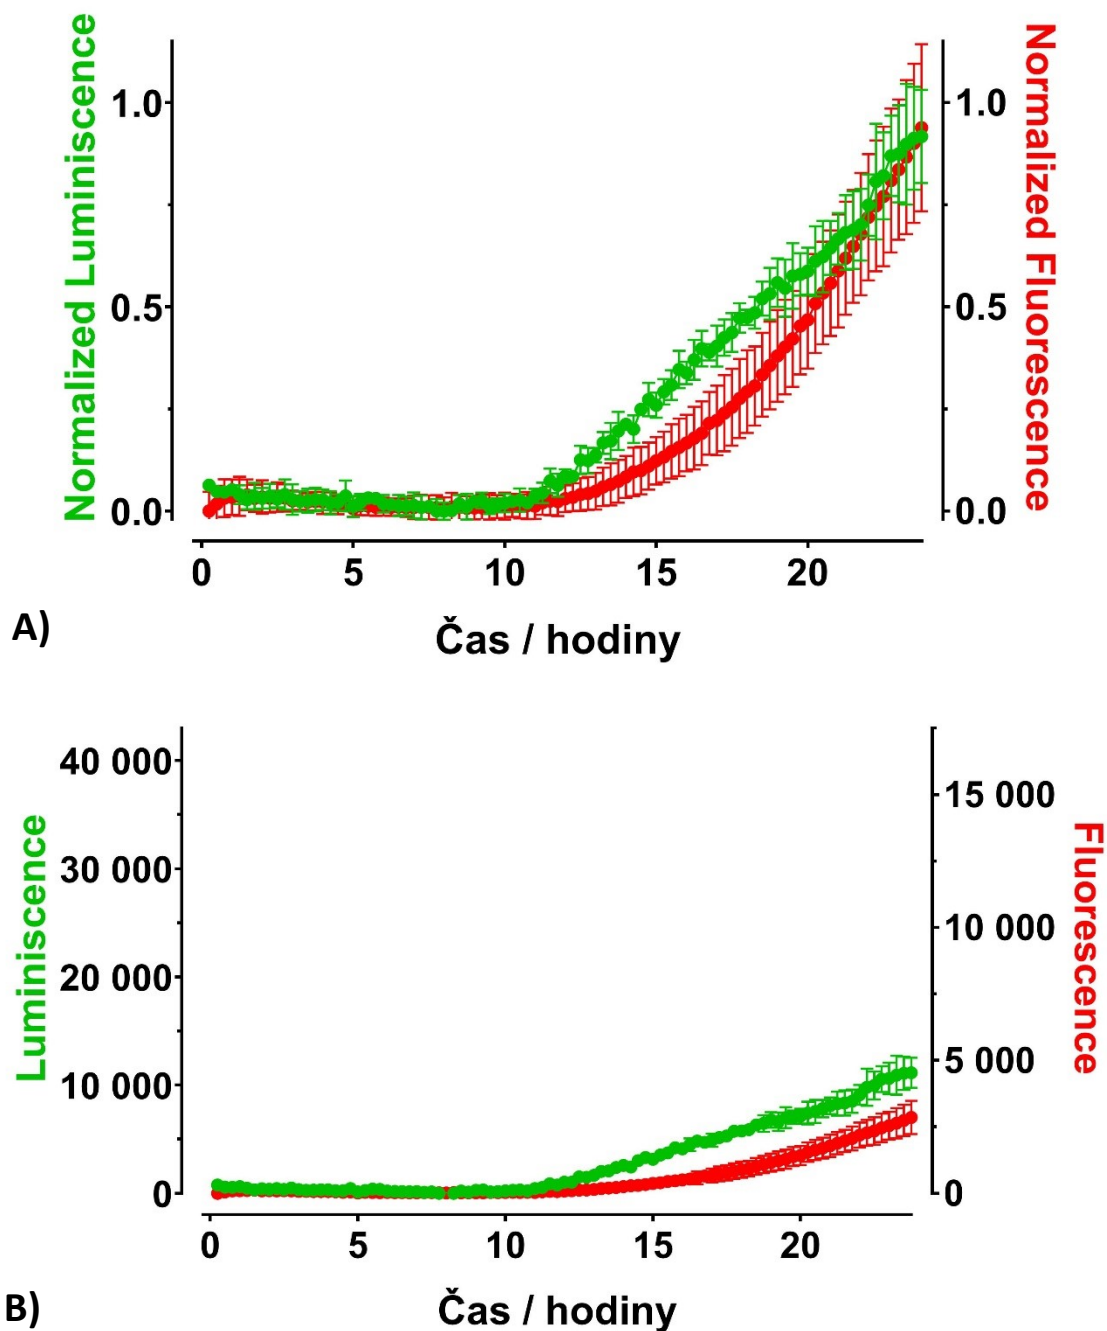 Normalized Luminiscence
1.0
0.5
0.0
1.0
0.5
0.0
Normalized Fluorescence
0 5 10 15 20
Čas / hodiny
A)
Luminiscence
40 000
30 000
20 000
10 000
0
15 000
10 000
5 000
0
Fluorescence
0 5 10 15 20
Čas / hodiny
B)